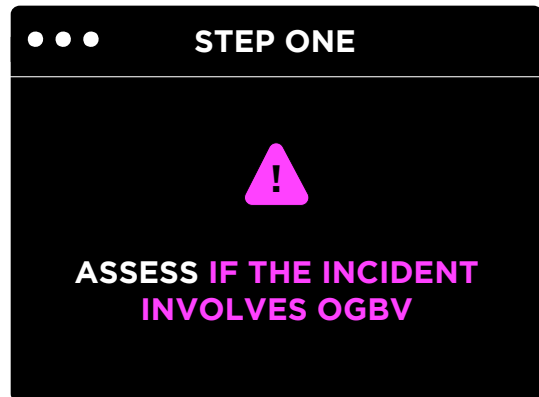 STEP ONE
!
ASSESS IF THE INCIDENT
INVOLVES OGBV